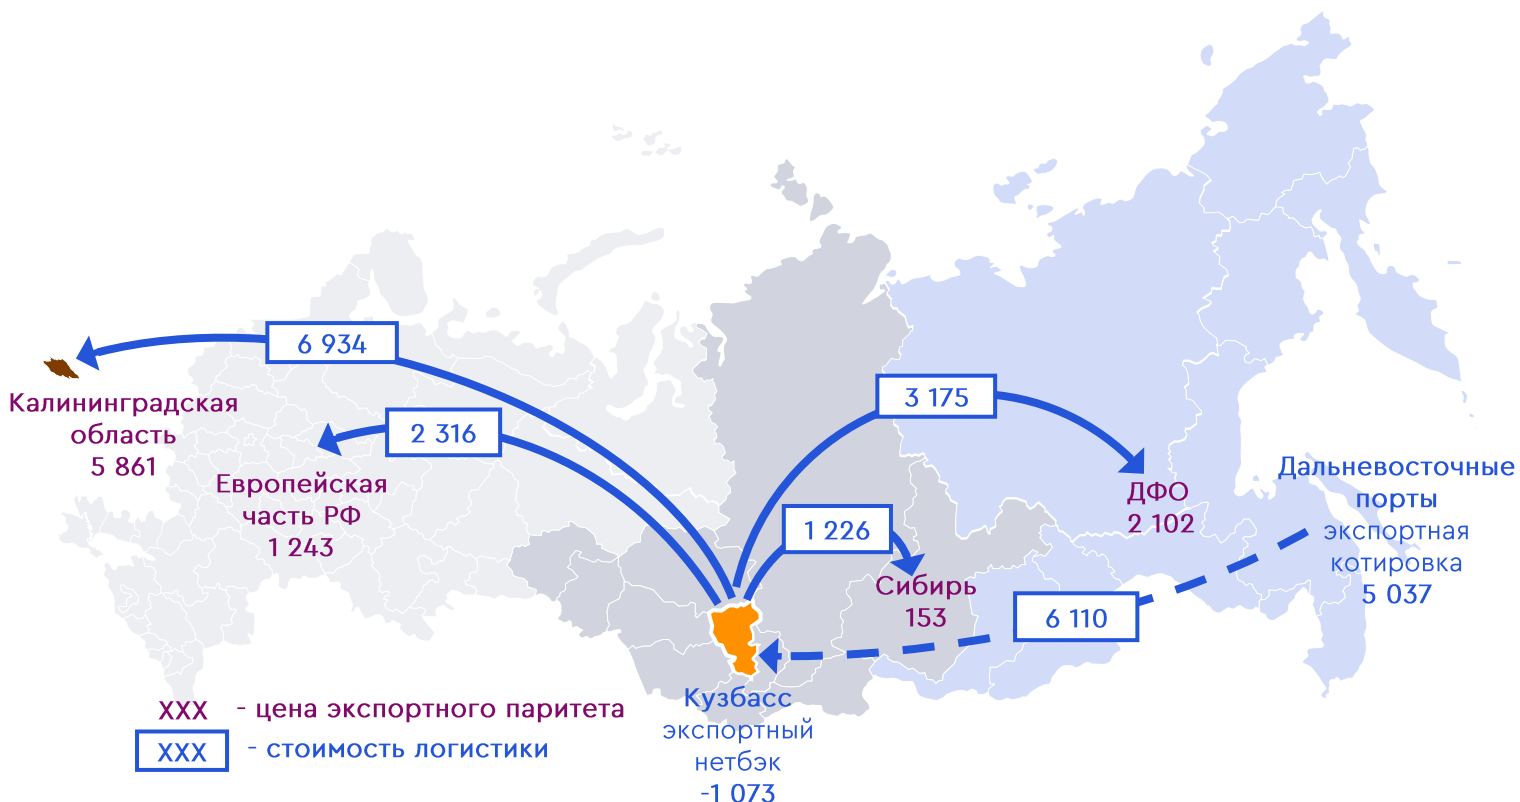 6 934
Калининградская
область
5 861
2 316
Европейская
часть РФ
1 243
3 175
ДФО
2 102
1 226
Сибирь
153
Дальневосточные
порты
экспортная
котировка
5 037
6 110
Кузбасс
экспортный
нетбэк
-1 073
XXX - цена экспортного паритета
XXX - стоимость логистики